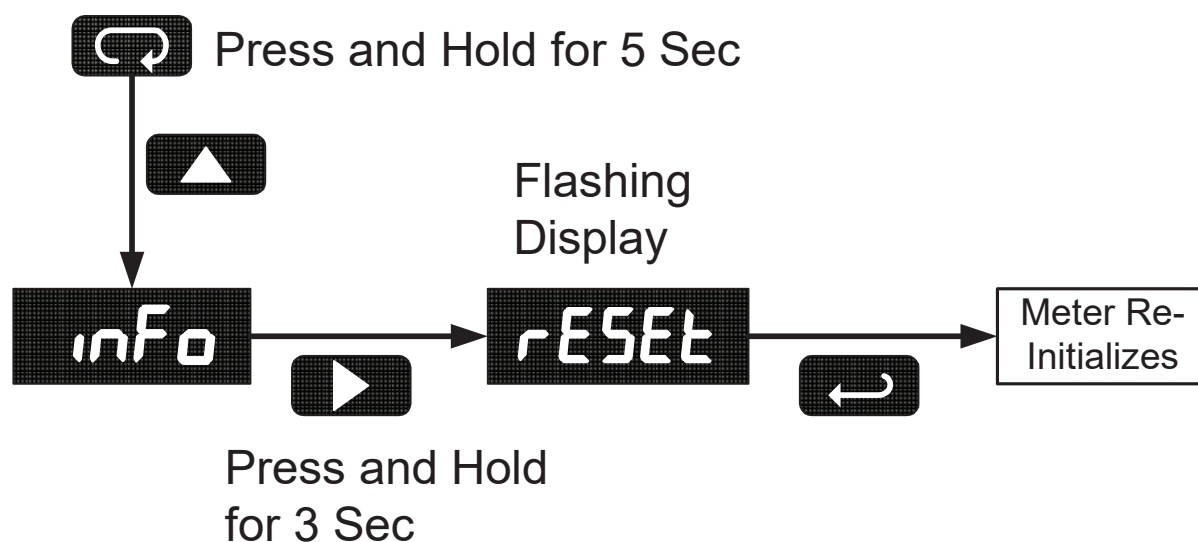 Press and Hold for 5 Sec
Flashing
Display
inFo
rESEt
Meter Re-
Initializes
Press and Hold
for 3 Sec